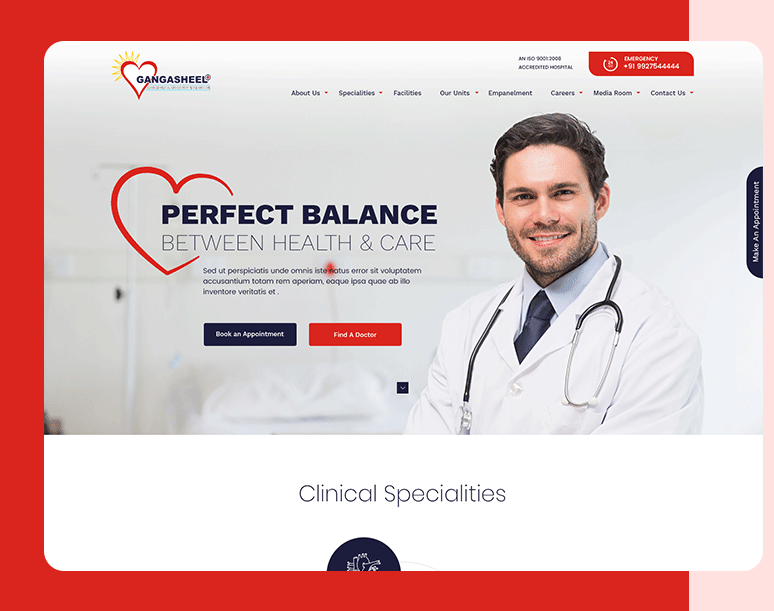 AN ISO 9001:2008
ACCREDITED HOSPITAL
24
EMERGENCY
+91 9927544444
GANGASHEEL®
About Us
Specialities
Facilities
Our Units
Empanelment
Careers
Media Room
Contact Us
PERFECT BALANCE
BETWEEN HEALTH & CARE
Sed ut perspiciatis unde omnis iste natus error sit voluptatem
accusantium totam rem aperiam, eaque ipsa quae ab illo
inventore veritatis et .
Book an Appointment
Find A Doctor
Make An Appointment
Clinical Specialities